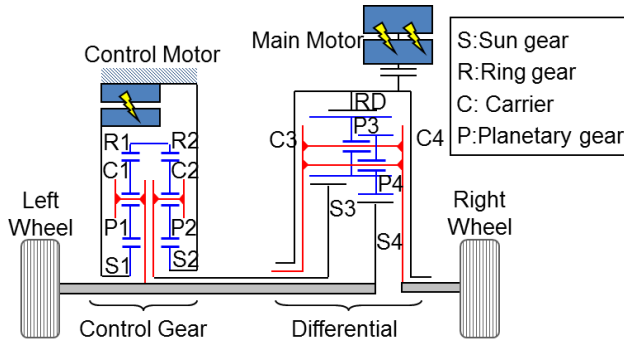 Control Motor
Main Motor
S:Sun gear
R:Ring gear
C: Carrier
P:Planetary gear
R1
R2
RD
P3
C3
C4
C1
C2
P4
Left
Wheel
Right
Wheel
P1
P2
S3
S4
S1
S2
Control Gear
Differential